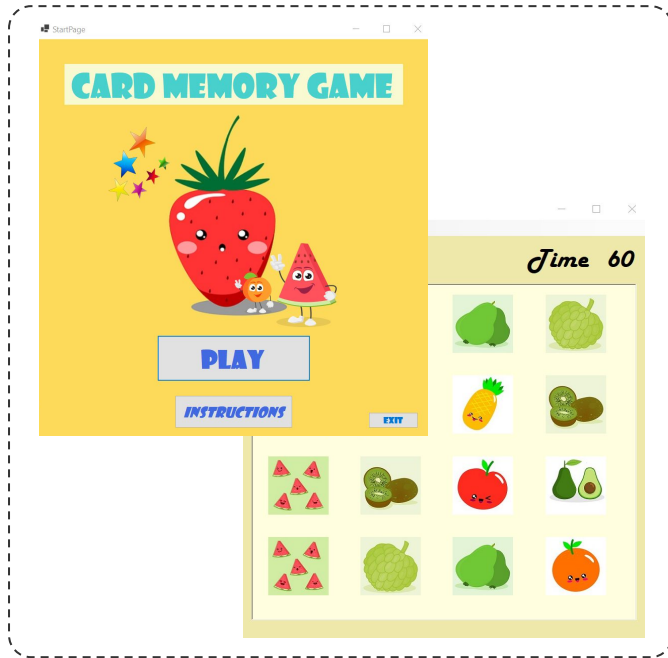 StartPage
CARD MEMORY GAME
PLAY
INSTRUCTIONS
EXIT
Time 60